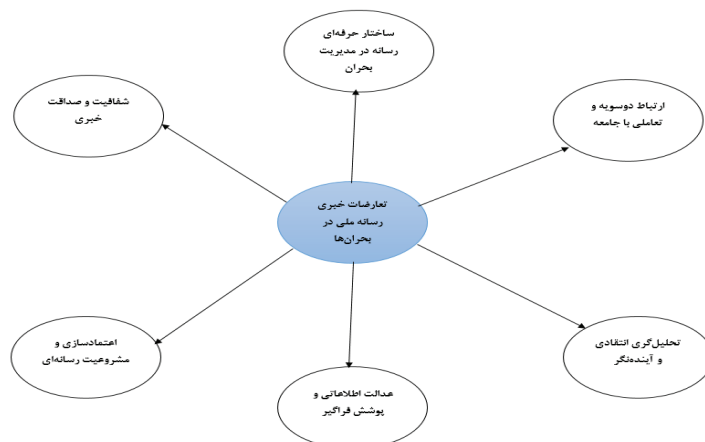 ساختار حرفه‌ای
رسانه در مدیریت
بحران
ارتباط دوسویه و
تعاملی با جامعه
شفافیت و صداقت
خبری
تعارضات خبری
رسانه ملی در
بحران‌ها
تحلیل‌گری انتقادی
و آینده‌نگر
اعتمادسازی و
مشروعیت رسانه‌ای
عدالت اطلاعاتی و
پوشش فراگیر